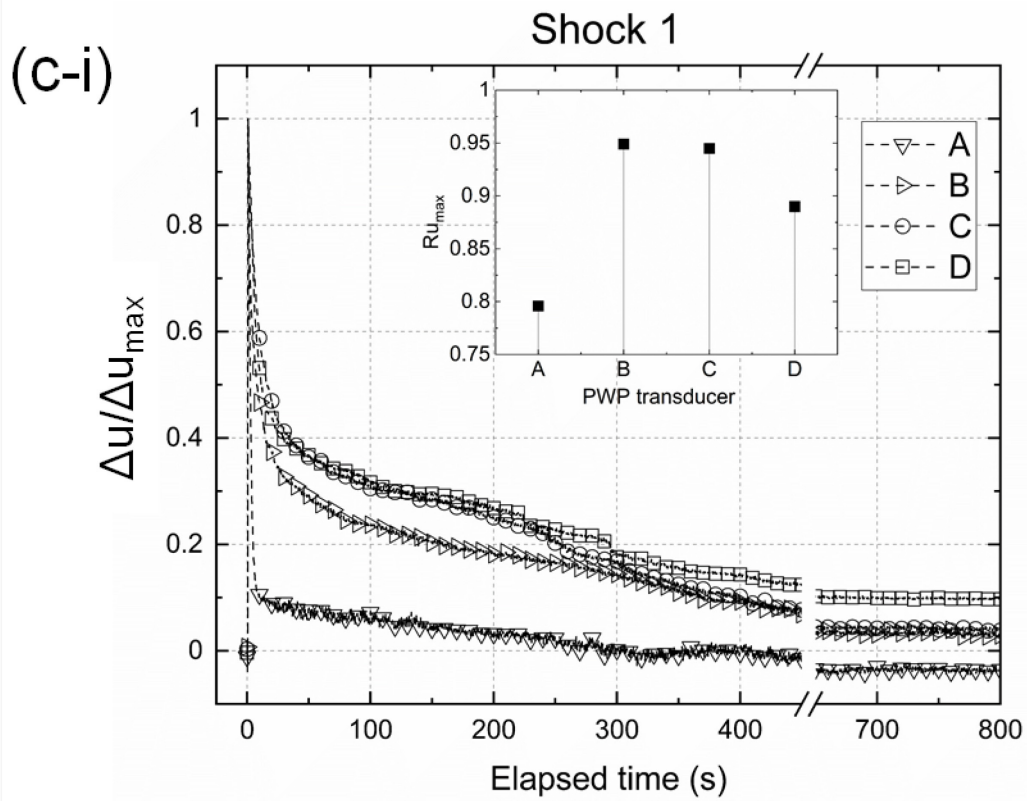 Shock 1
(c-i)
1
0.8
0.6
0.4
0.2
0
Δu/Δu_max
0
100
200
300
400
700
800
Elapsed time (s)
1
0.95
0.9
0.85
0.8
0.75
Ru_max
A
B
C
D
PWP transducer
A
B
C
D